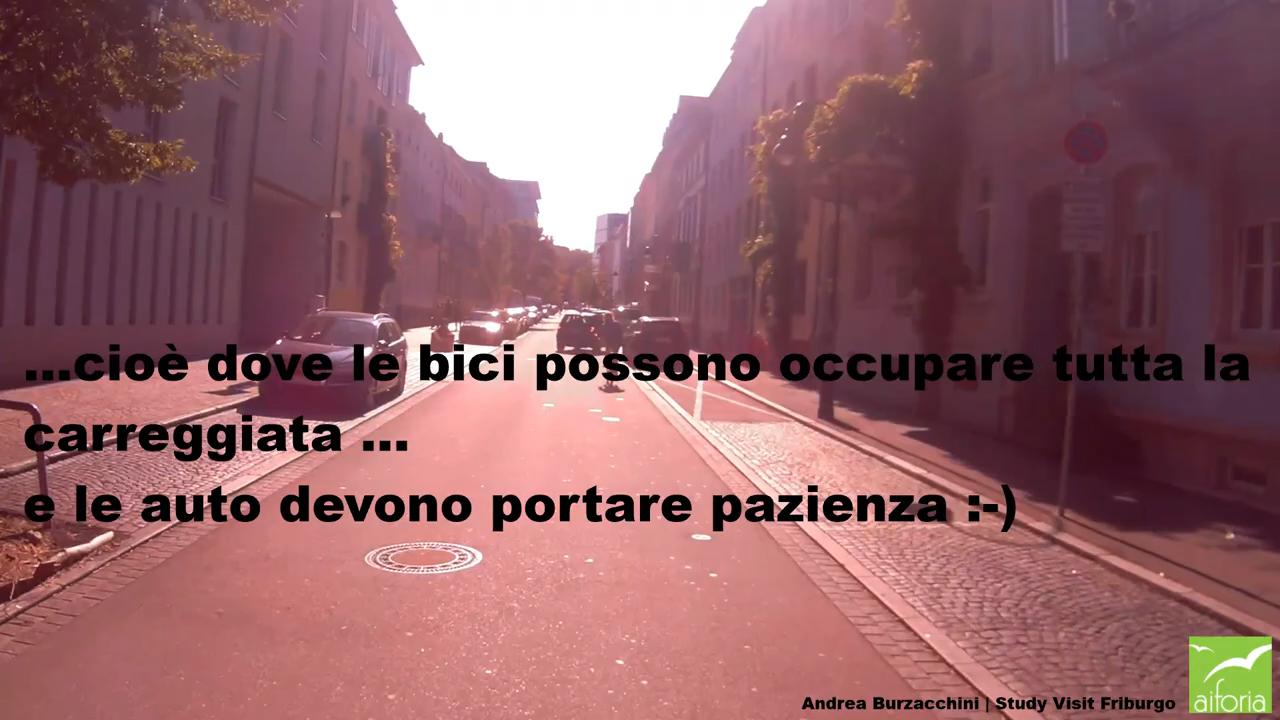 ...cioè dove le bici possono occupare tutta la
carreggiata ...
e le auto devono portare pazienza :-)
Andrea Burzacchini | Study Visit Friburgo
aiforia